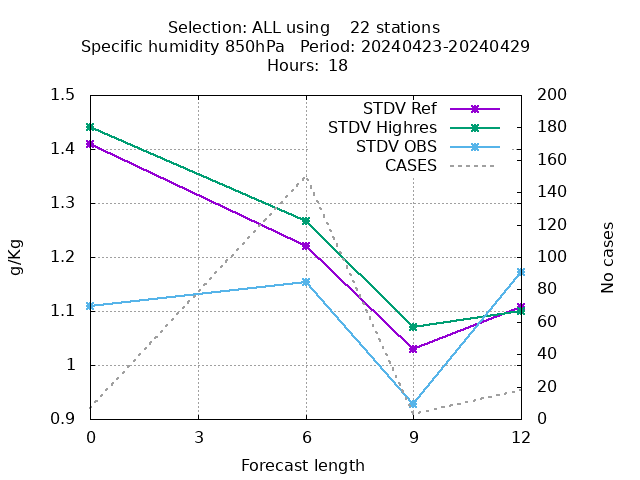 Selection: ALL using    22 stations
Specific humidity 850hPa   Period: 20240423-20240429
Hours:  18
STDV Ref
STDV Highres
STDV OBS
CASES
1.5
1.4
1.3
1.2
1.1
1
0.9
g/Kg
200
180
160
140
120
100
80
60
40
20
0
No cases
0
3
6
9
12
Forecast length